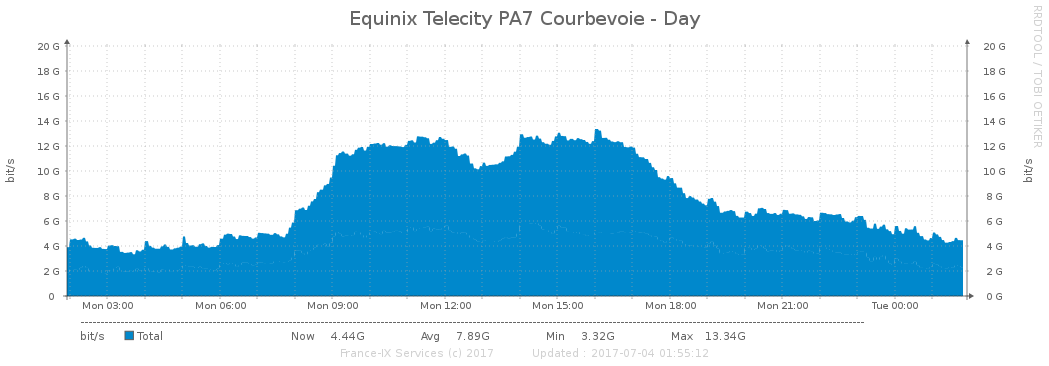 Equinix Telecity PA7 Courbevoie - Day
RRDTOOL / TOBI OETIKER
bit/s
bit/s
20 G 20 G
18 G 18 G
16 G 16 G
14 G 14 G
12 G 12 G
10 G 10 G
8 G 8 G
6 G 6 G
4 G 4 G
2 G 2 G
0 0 G
Mon 03:00 Mon 06:00 Mon 09:00 Mon 12:00 Mon 15:00 Mon 18:00 Mon 21:00 Tue 00:00
bit/s Total Now 4.44G Avg 7.89G Min 3.32G Max 13.34G
France-IX Services (c) 2017 Updated : 2017-07-04 01:55:12